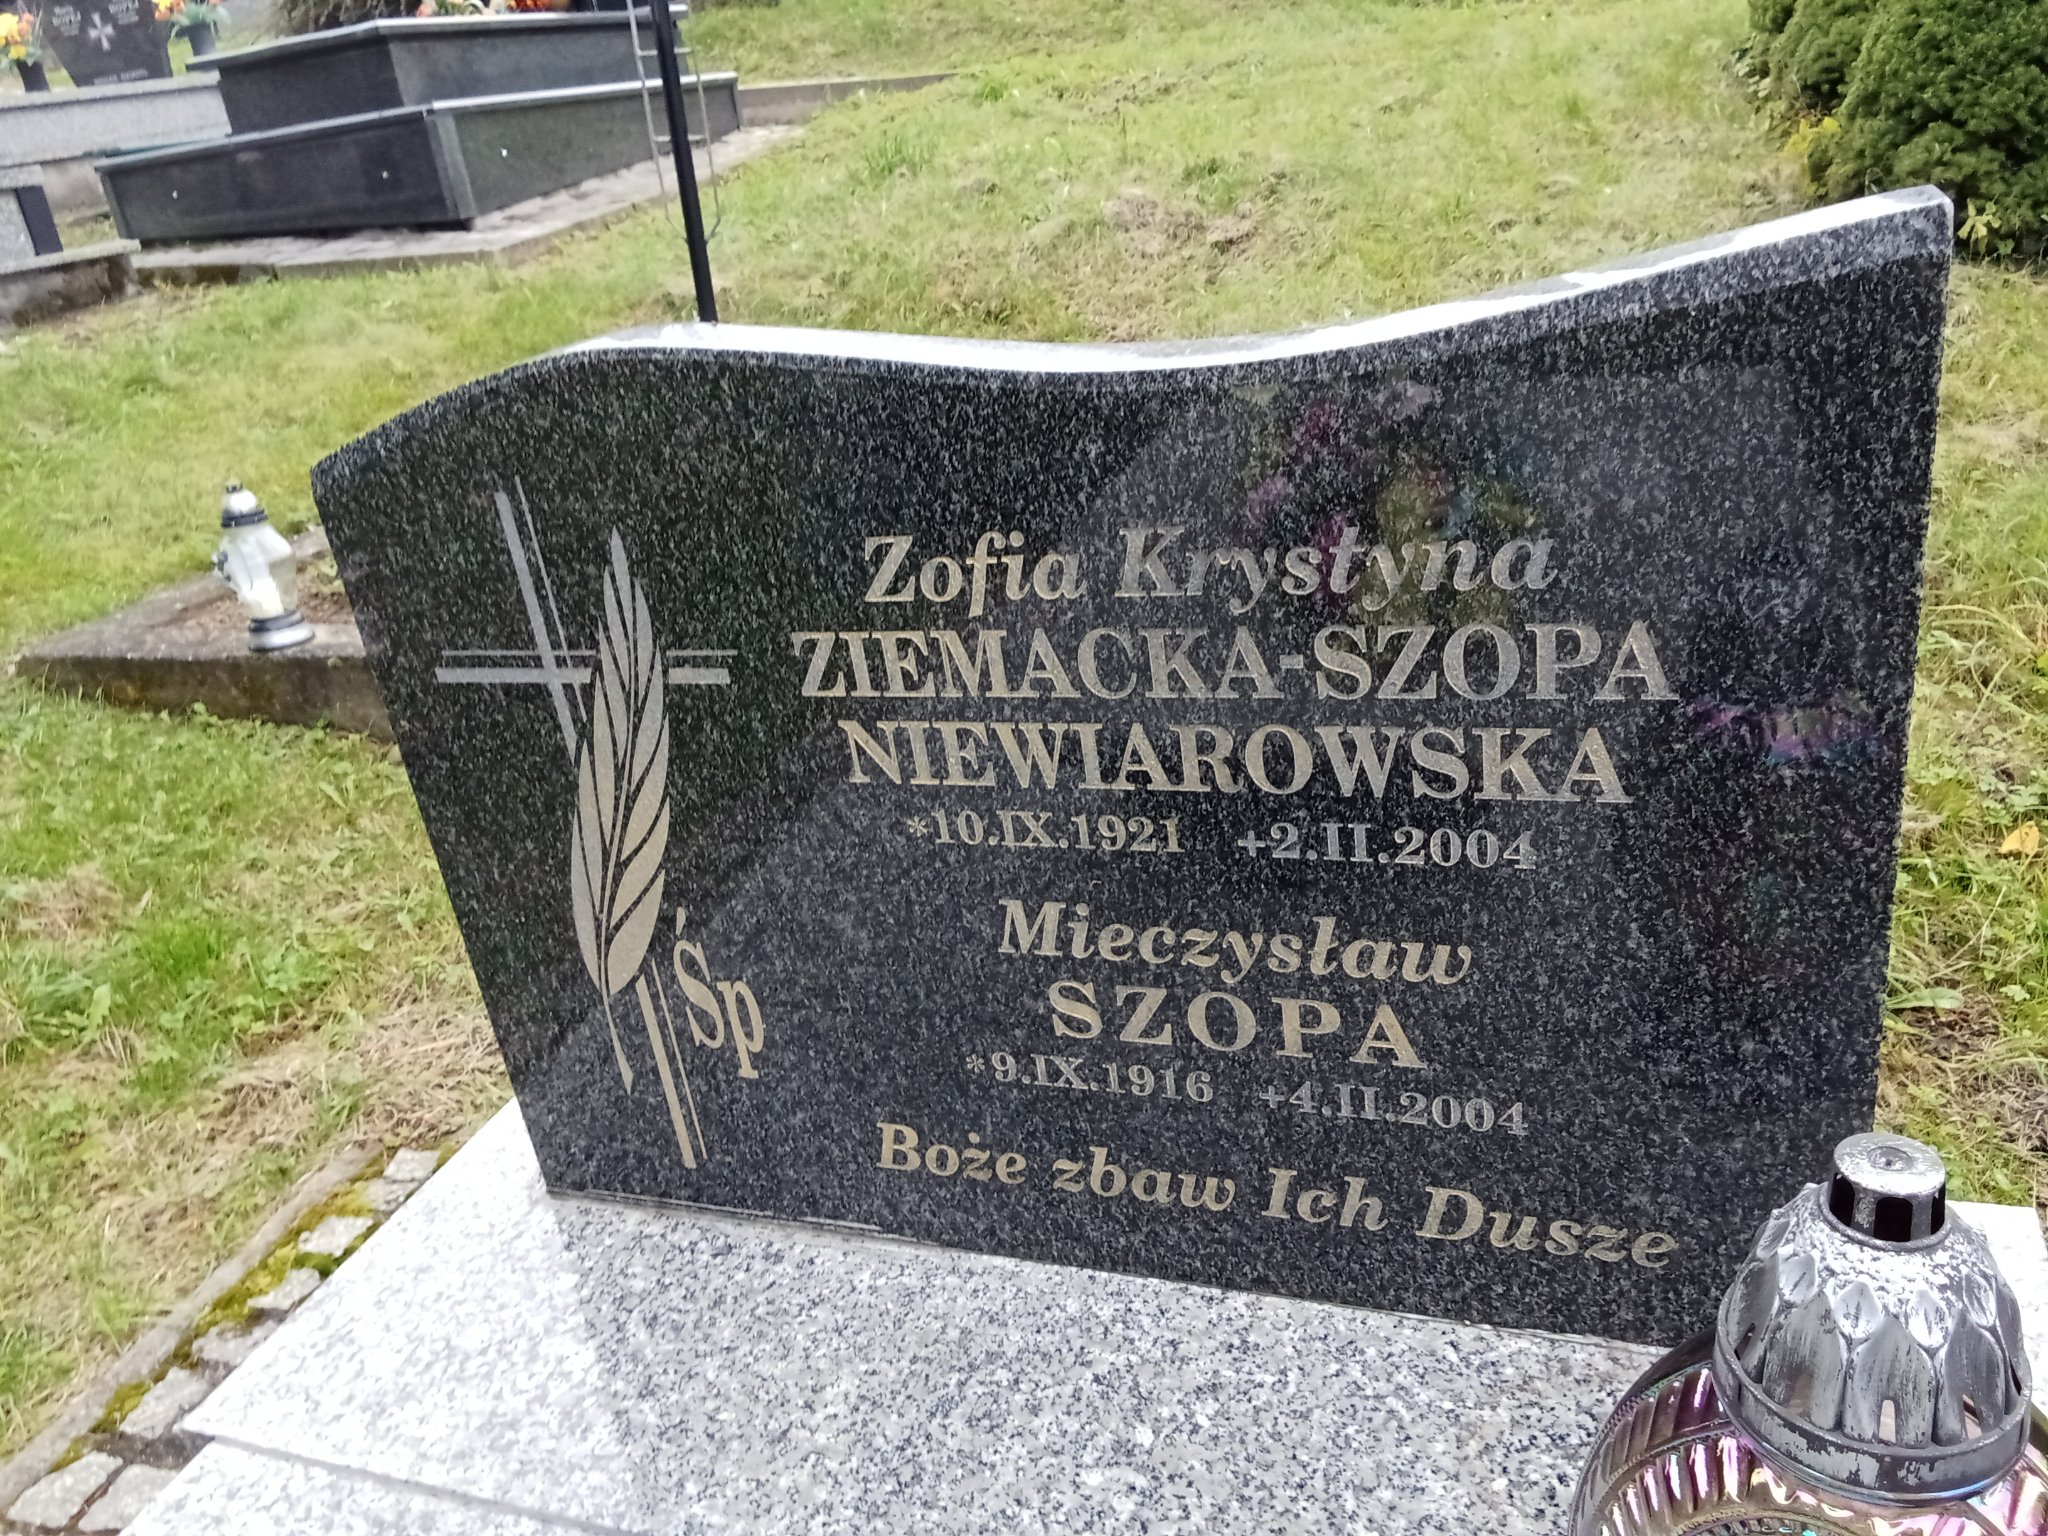 Zofia Krystyna
ZIEMACKA-SZOPA
NIEWIAROWSKA
*10.IX.1921 +2.II.2004
Mieczysław
SZOPA
*9.IX.1916 +4.II.2004
Śp
Boże zbaw Ich Dusze